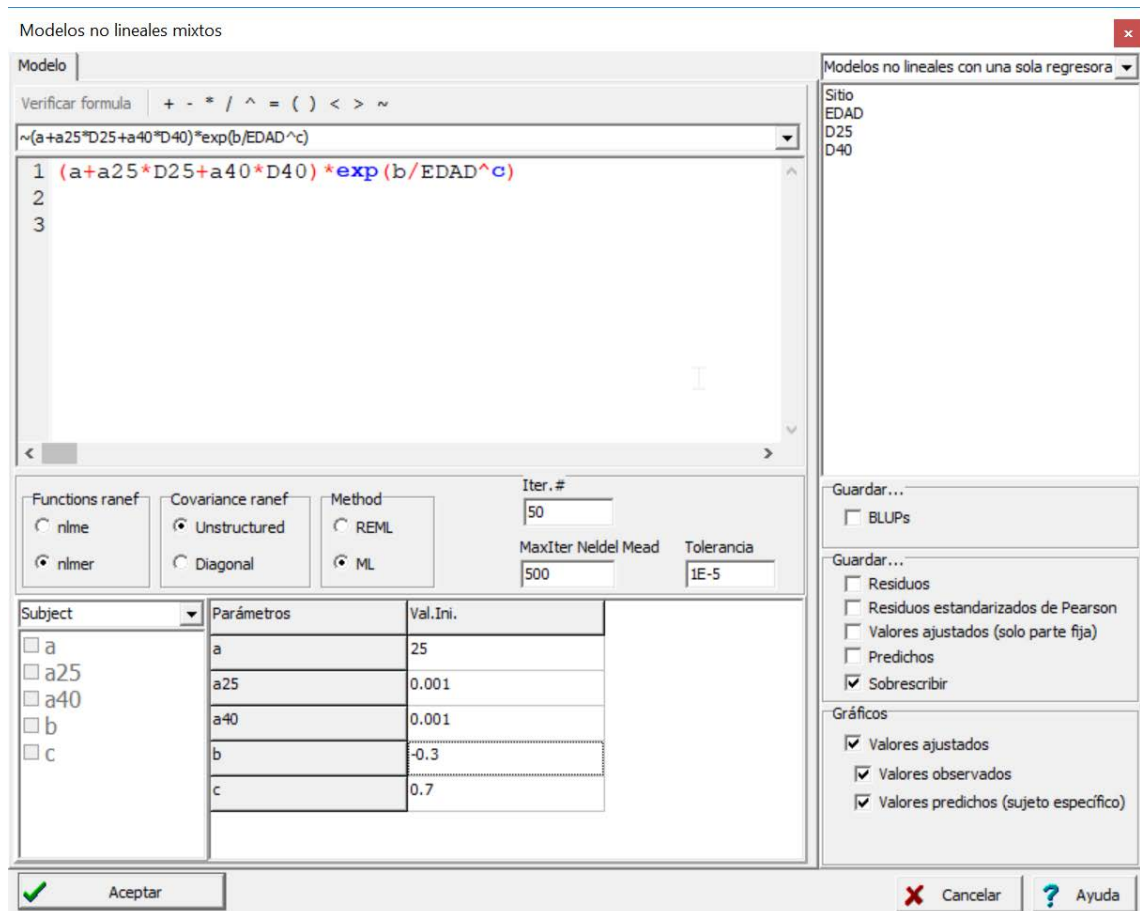 Modelos no lineales mixtos
Modelo
Verificar formula + - * / ^ = ( ) < > ~
~(a+a25*D25+a40*D40)*exp(b/EDAD^c)
1 (a+a25*D25+a40*D40)*exp(b/EDAD^c)
2
3
Functions ranef
nlme
nlmer
Covariance ranef
Unstructured
Diagonal
Method
REML
ML
Iter.#
50
MaxIter Neldel Mead
500
Tolerancia
1E-5
Subject
a
a25
a40
b
c
Parámetros Val.Ini.
a 25
a25 0.001
a40 0.001
b -0.3
c 0.7
Modelos no lineales con una sola regresora
Sitio
EDAD
D25
D40
Guardar...
BLUPs
Guardar...
Residuos
Residuos estandarizados de Pearson
Valores ajustados (solo parte fija)
Predichos
Sobrescribir
Gráficos
Valores ajustados
Valores observados
Valores predichos (sujeto específico)
Aceptar
Cancelar
Ayuda